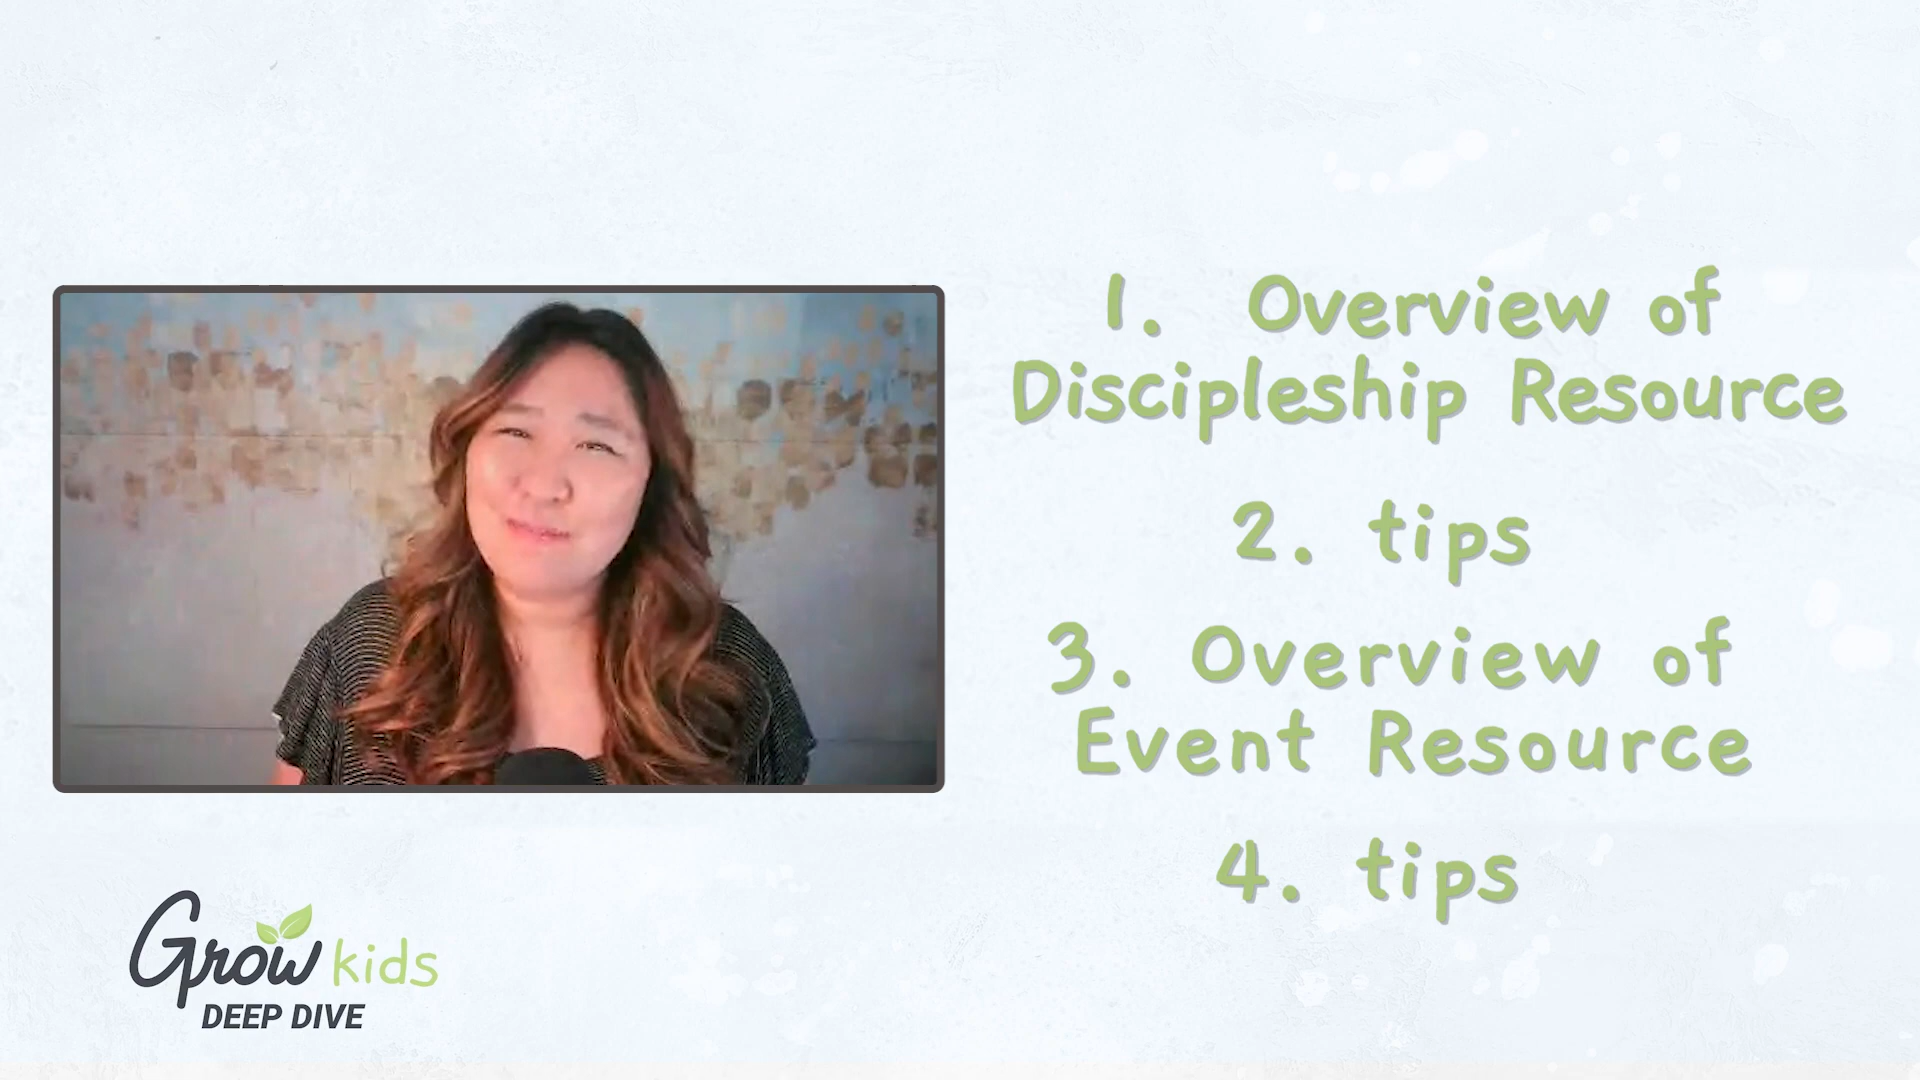 1. Overview of
Discipleship Resource
2. tips
3. Overview of
Event Resource
4. tips
Grow kids
DEEP DIVE